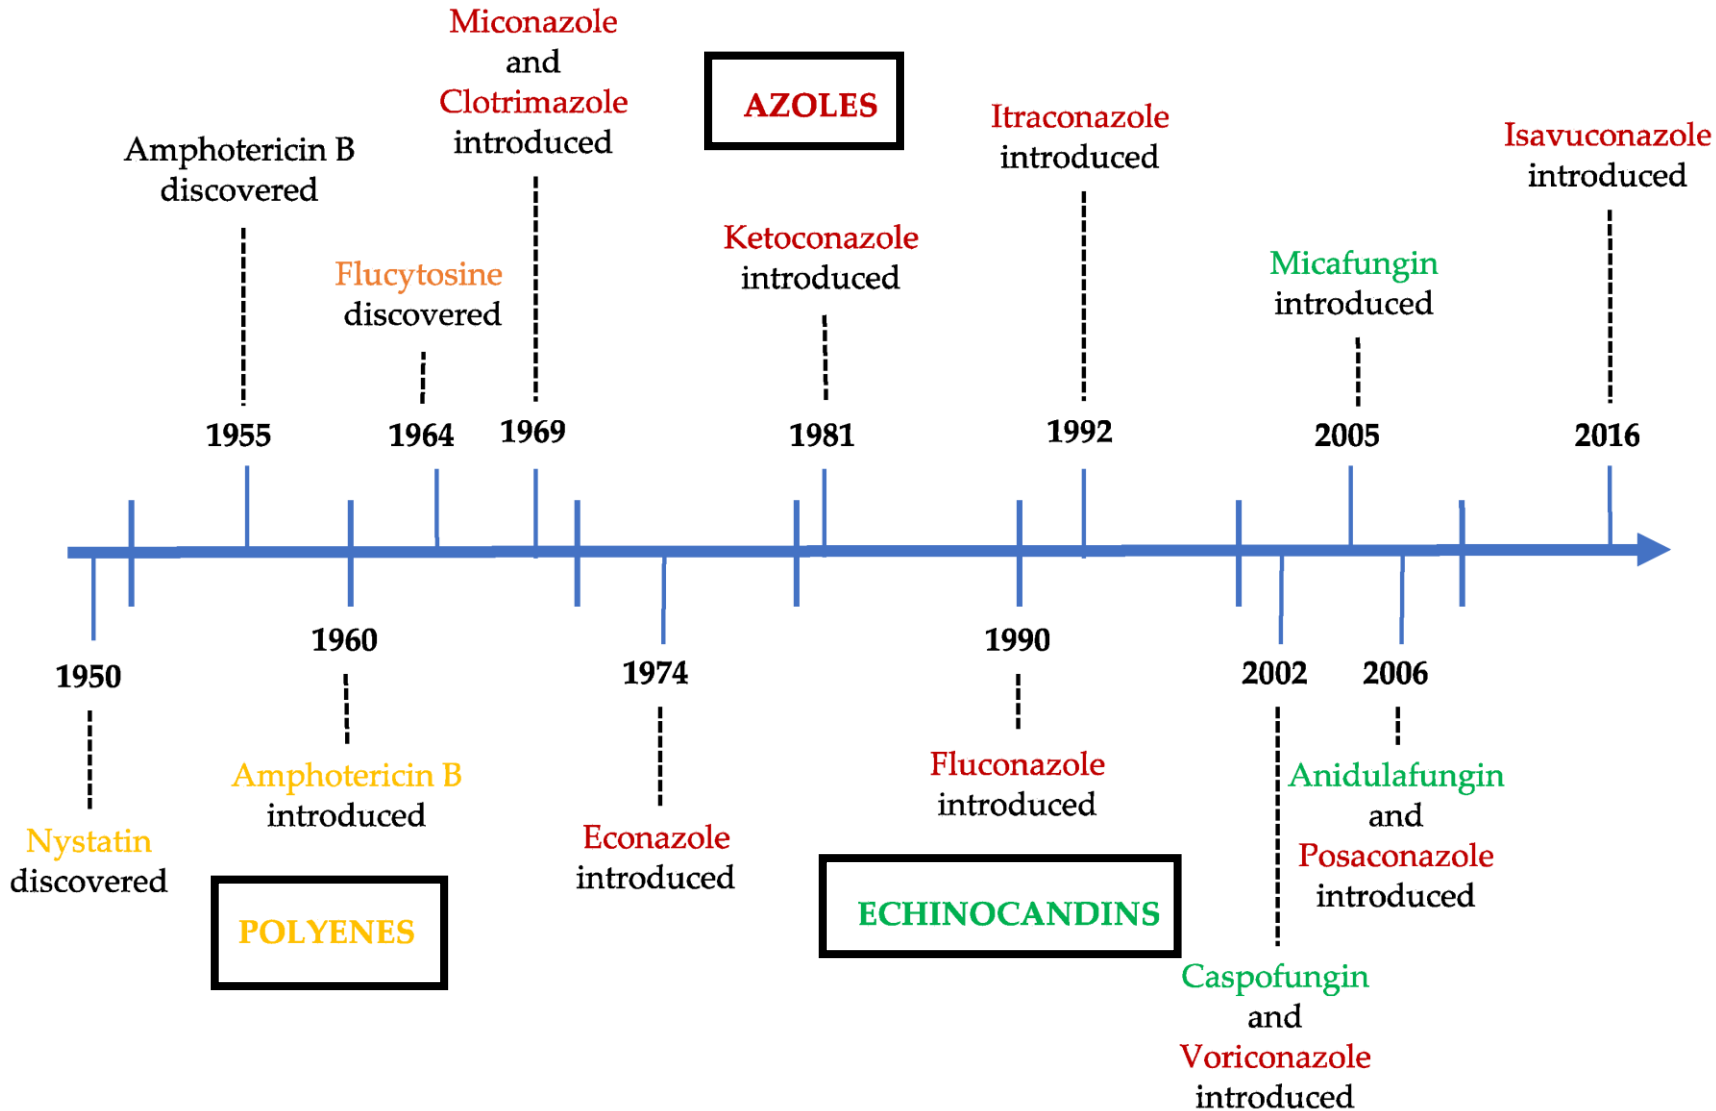 Miconazole
and
Clotrimazole
introduced
AZOLES
Itraconazole
introduced
Isavuconazole
introduced
Amphotericin B
discovered
Ketoconazole
introduced
Flucytosine
discovered
Micafungin
introduced
1955
1964
1969
1981
1992
2005
2016
1950
1960
1974
1990
2002
2006
Nystatin
discovered
Amphotericin B
introduced
POLYENES
Econazole
introduced
Fluconazole
introduced
ECHINOCANDINS
Anidulafungin
and
Posaconazole
introduced
Caspofungin
and
Voriconazole
introduced